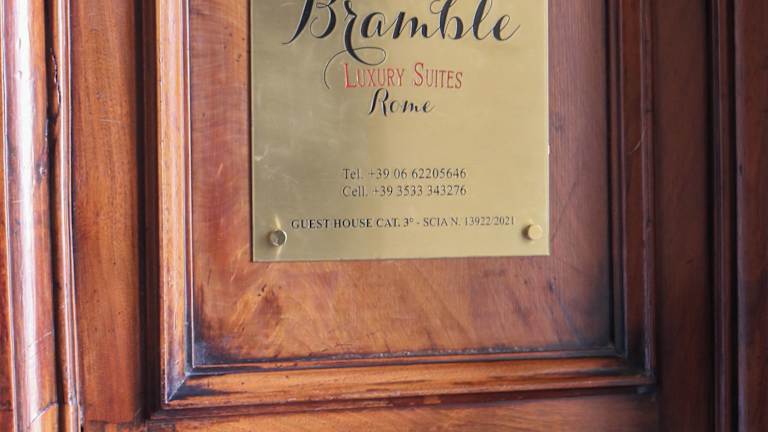 Bramble
LUXURY SUITES
Rome
Tel. +39 06 62205646
Cell. +39 3533 343276
GUEST HOUSE CAT. 3° - SCIA N. 13922/2021